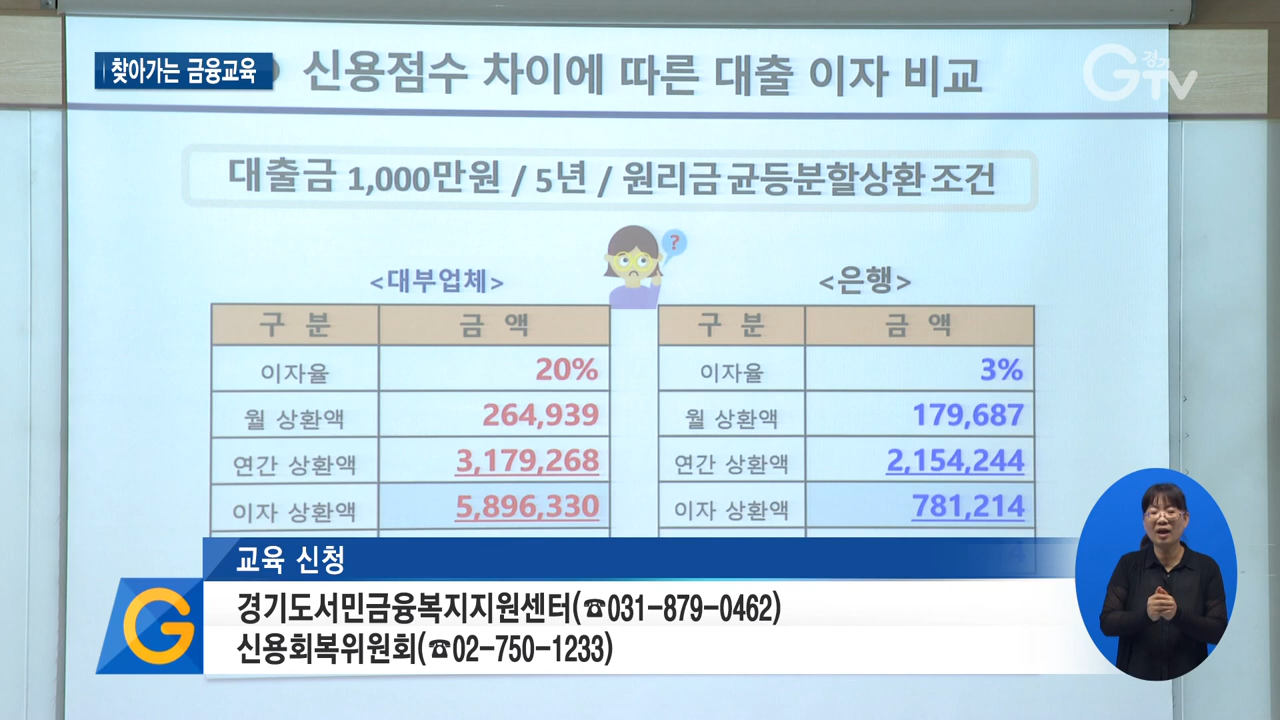 찾아가는 금융교육
신용점수 차이에 따른 대출 이자 비교
경기
GTV
대출금 1,000만원 / 5년 / 원리금 균등분할상환 조건
?
<대부업체>
구 분 금 액
이자율 20%
월 상환액 264,939
연간 상환액 3,179,268
이자 상환액 5,896,330
<은행>
구 분 금 액
이자율 3%
월 상환액 179,687
연간 상환액 2,154,244
이자 상환액 781,214
교육 신청
G
경기도서민금융복지지원센터(☎031-879-0462)
신용회복위원회(☎02-750-1233)